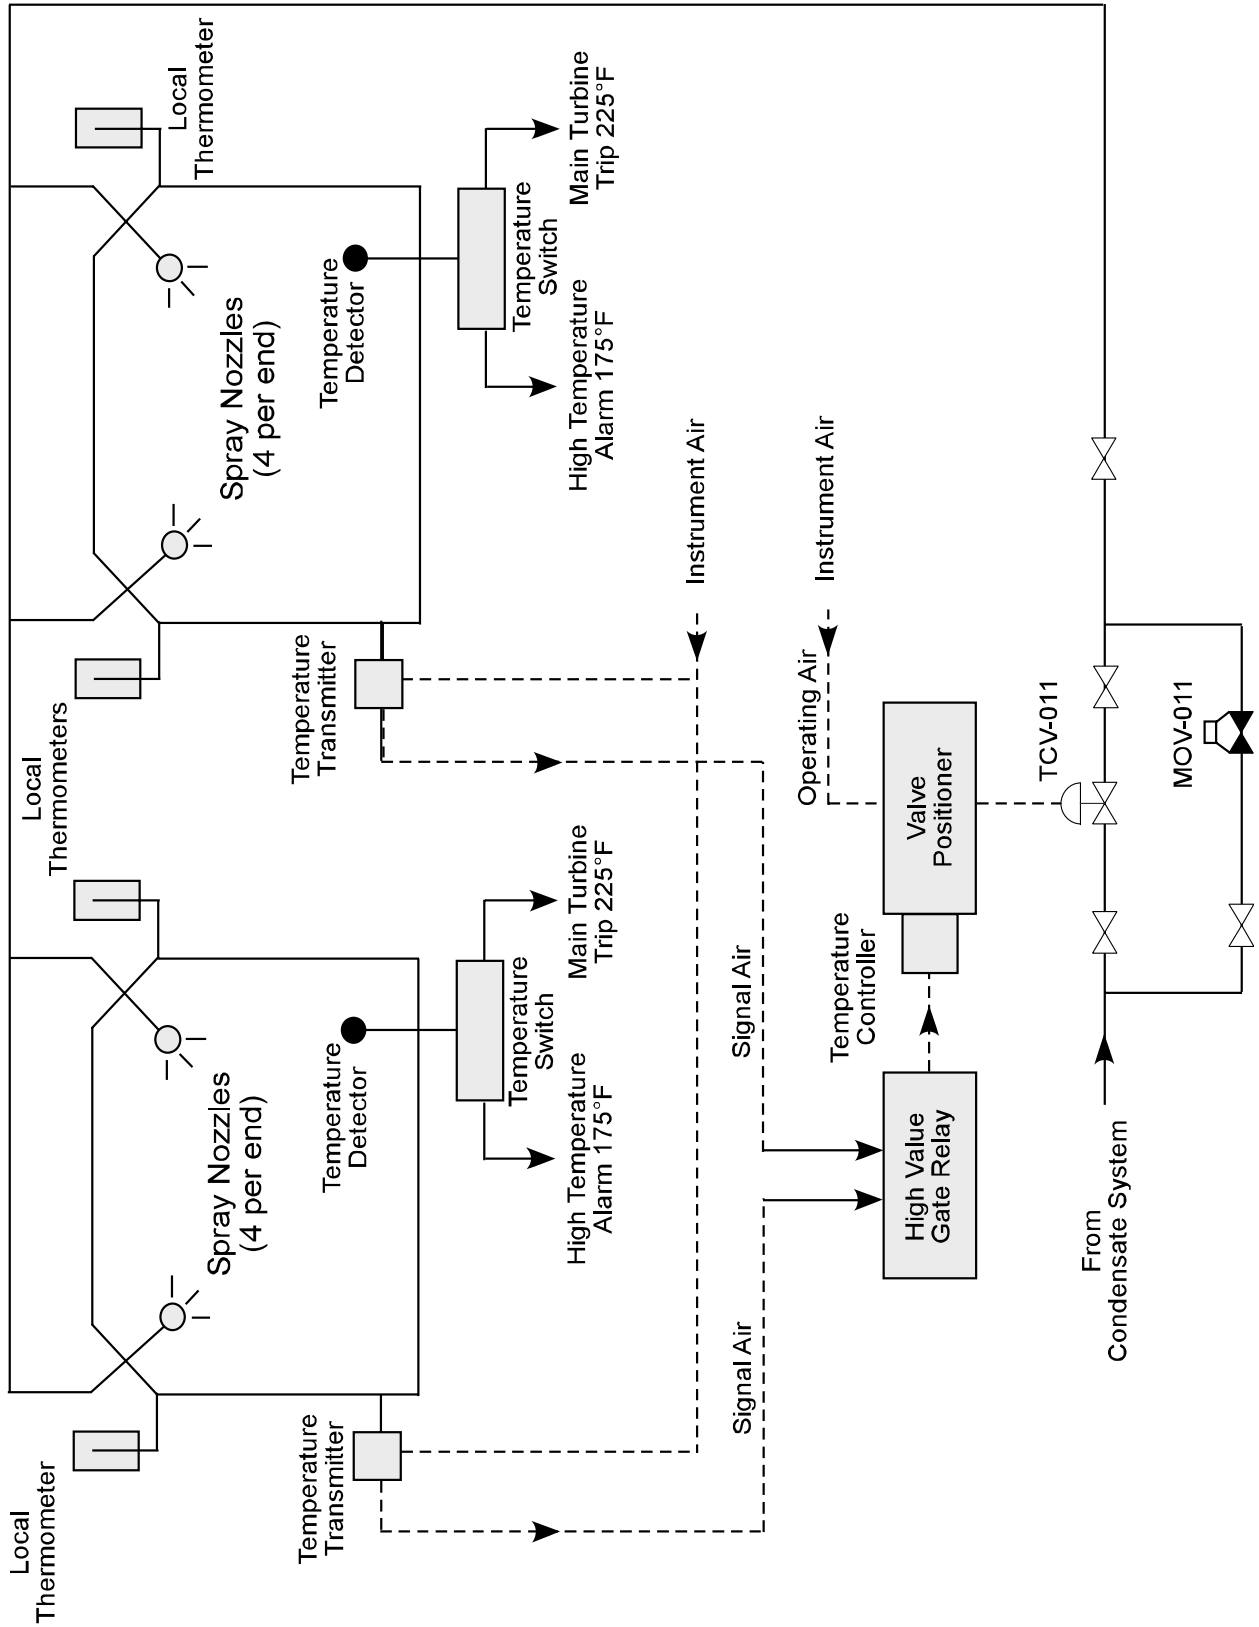 Local
Thermometer
Local
Thermometers
Local
Thermometer
Spray Nozzles
(4 per end)
Spray Nozzles
(4 per end)
Temperature
Transmitter
Temperature
Detector
Temperature
Transmitter
Temperature
Detector
Temperature
Switch
Temperature
Switch
High Temperature
Alarm 175°F
Main Turbine
Trip 225°F
High Temperature
Alarm 175°F
Main Turbine
Trip 225°F
Instrument Air
Signal Air
Signal Air
Operating Air
Instrument Air
High Value
Gate Relay
Temperature
Controller
Valve
Positioner
TCV-011
From
Condensate System
MOV-011